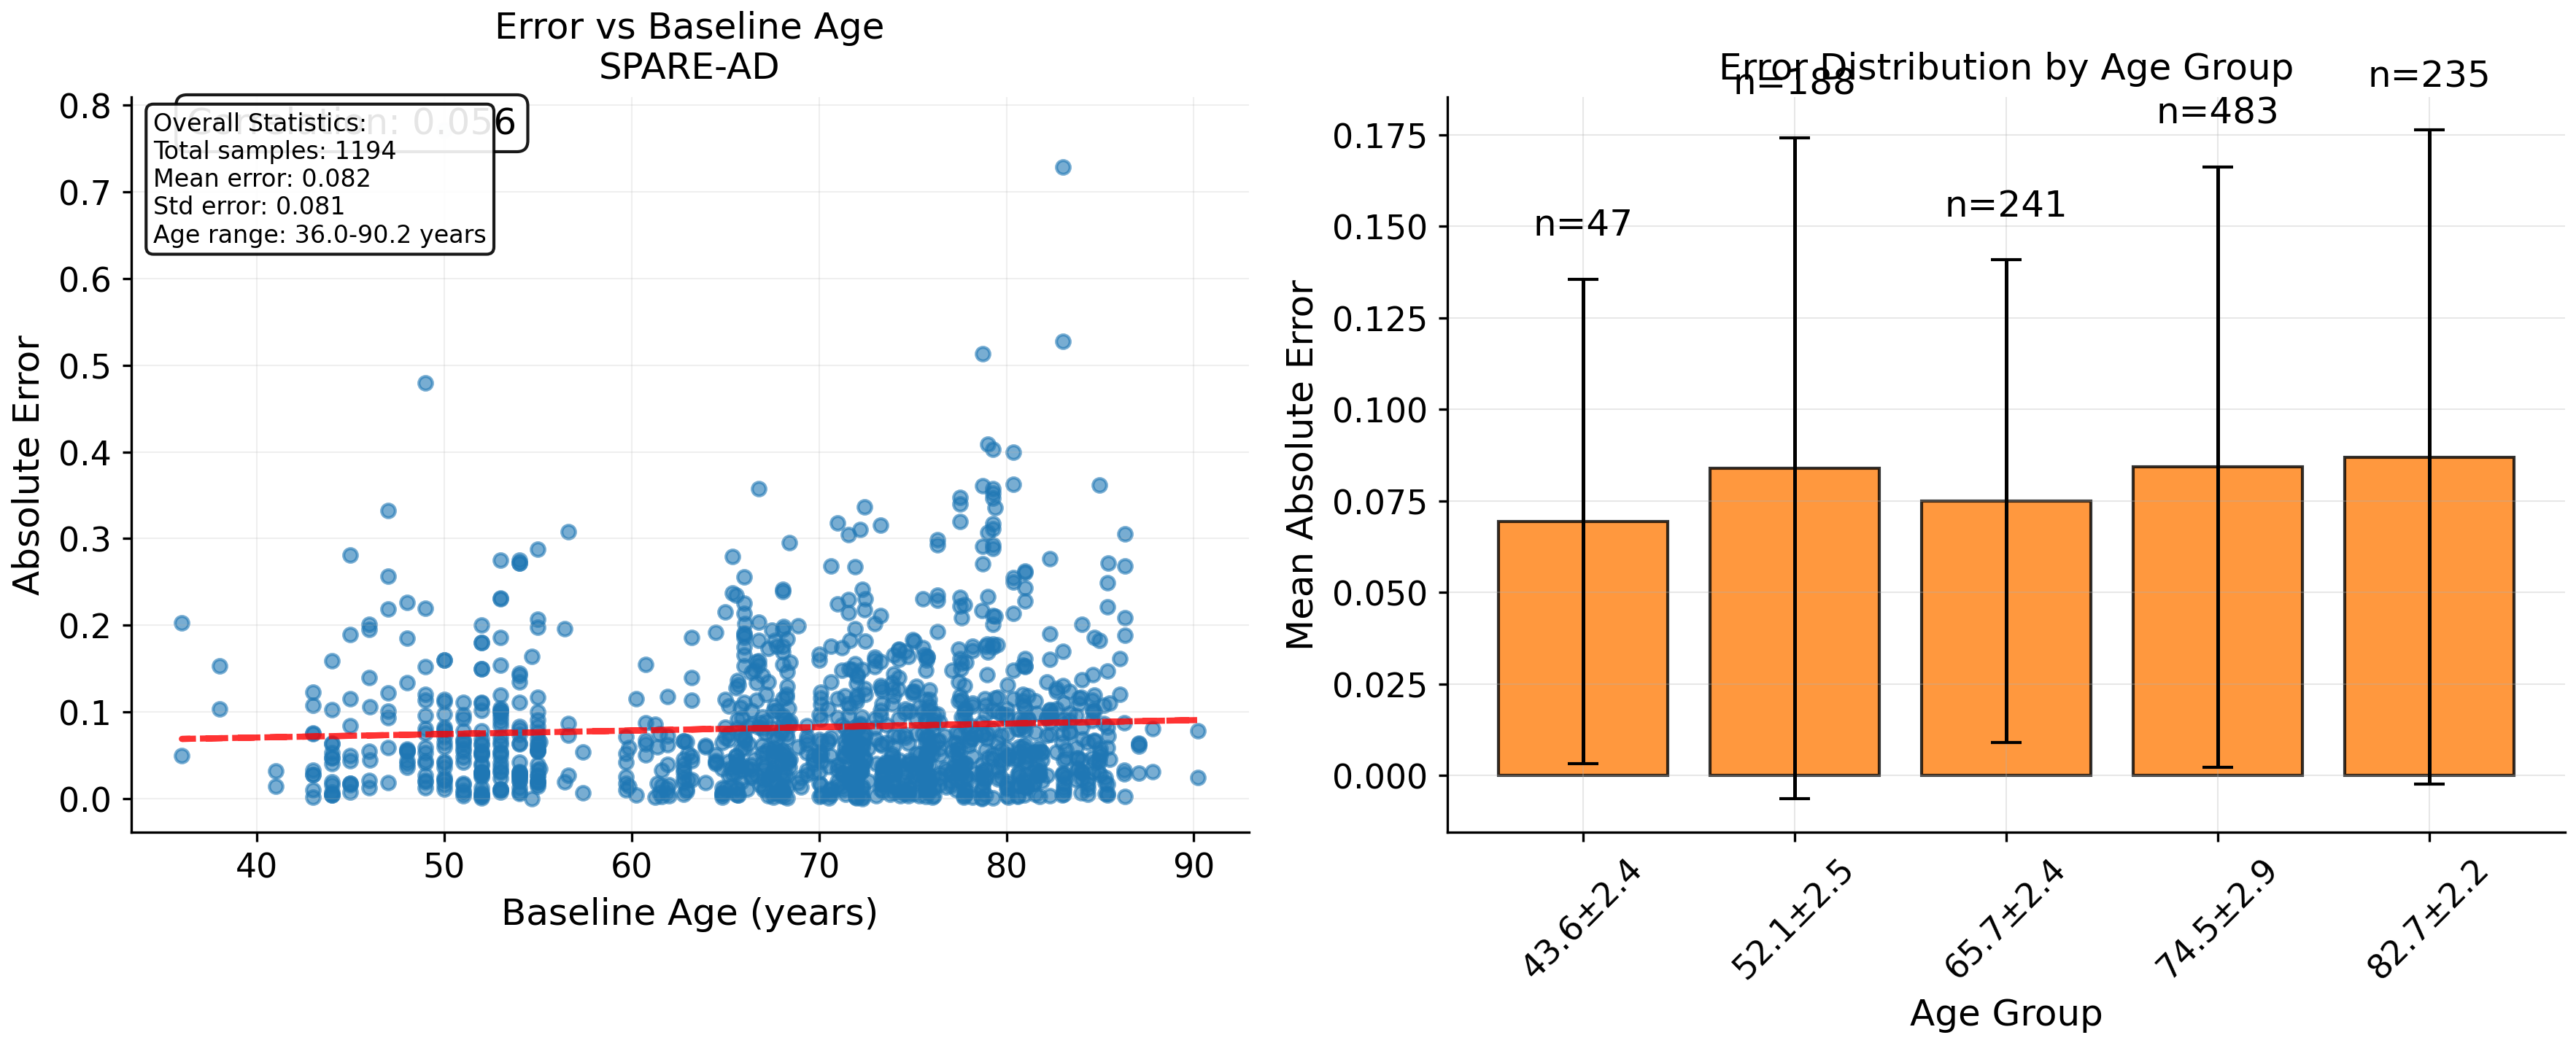 Error vs Baseline Age
SPARE-AD
Correlation: 0.056
Overall Statistics:
Total samples: 1194
Mean error: 0.082
Std error: 0.081
Age range: 36.0-90.2 years
Absolute Error
0.8
0.7
0.6
0.5
0.4
0.3
0.2
0.1
0.0
40
50
60
70
80
90
Baseline Age (years)
Error Distribution by Age Group
n=47
n=188
n=241
n=483
n=235
Mean Absolute Error
0.175
0.150
0.125
0.100
0.075
0.050
0.025
0.000
43.6±2.4
52.1±2.5
65.7±2.4
74.5±2.9
82.7±2.2
Age Group